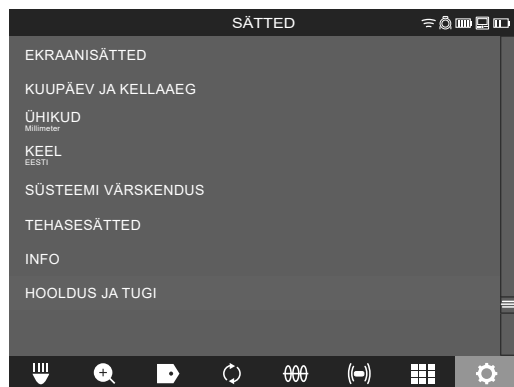 SÄTTED
EKRAANISÄTTED
KUUPÄEV JA KELLAAEG
ÜHIKUD
Millimeter
KEEL
EESTI
SÜSTEEMI VÄRSKENDUS
TEHASESÄTTED
INFO
HOOLDUS JA TUGI